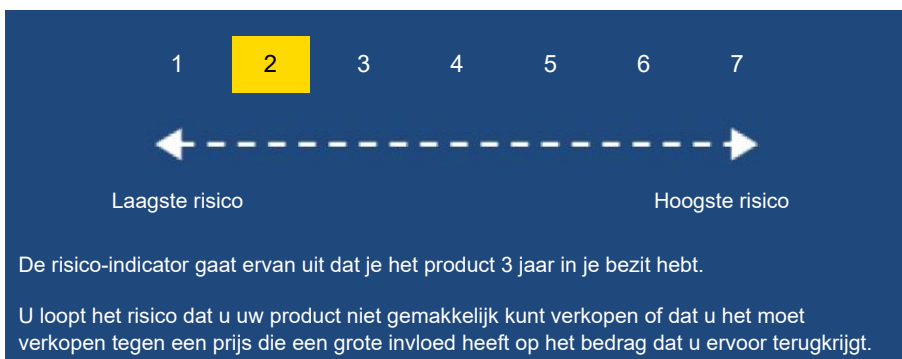 1 2 3 4 5 6 7
Laagste risico Hoogste risico
De risico-indicator gaat ervan uit dat je het product 3 jaar in je bezit hebt.
U loopt het risico dat u uw product niet gemakkelijk kunt verkopen of dat u het moet
verkopen tegen een prijs die een grote invloed heeft op het bedrag dat u ervoor terugkrijgt.